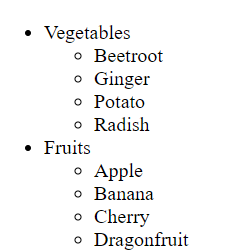 Vegetables
Beetroot
Ginger
Potato
Radish
Fruits
Apple
Banana
Cherry
Dragonfruit